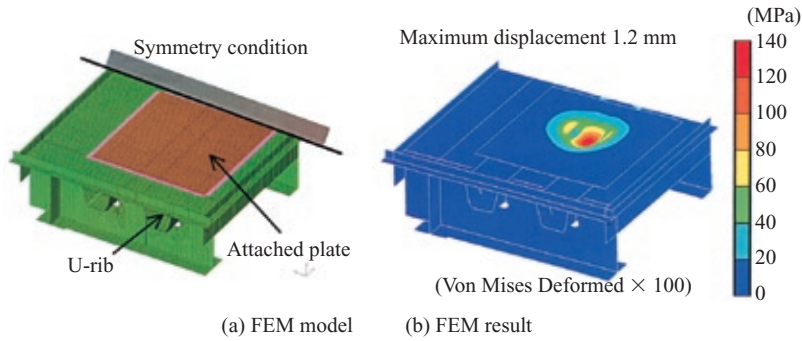 Symmetry condition
Attached plate
U-rib
(a) FEM model
Maximum displacement 1.2 mm
(Von Mises Deformed × 100)
(b) FEM result
(MPa)
140
120
100
80
60
40
20
0